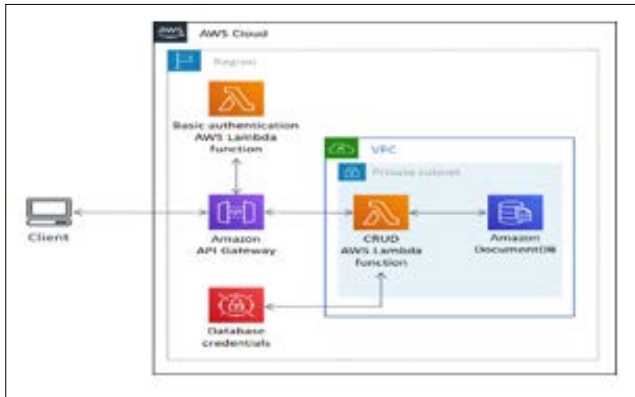 aws AWS Cloud
Region
Basic authentication
AWS Lambda
function
VPC
Private subnet
Client
Amazon
API Gateway
CRUD
AWS Lambda
function
Amazon
DocumentDB
Database
credentials